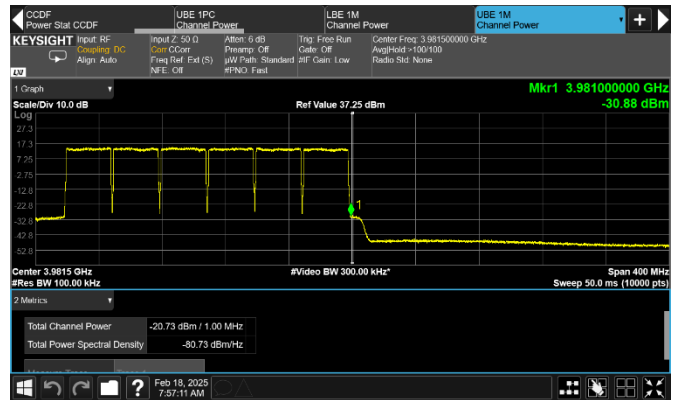 CCDF
Power Stat CCDF
UBE 1PC
Channel Power
LBE 1M
Channel Power
UBE 1M
Channel Power
KEYSIGHT
Input: RF
Coupling: DC
Align: Auto
Input Z: 50 Ω
Corr CCorr
Freq Ref: Ext (S)
NFE: Off
Atten: 6 dB
Preamp: Off
µW Path: Standard
#PNO: Fast
Trig: Free Run
Gate: Off
#IF Gain: Low
Center Freq: 3.981500000 GHz
Avg|Hold:>100/100
Radio Std: None
LXI
1 Graph
Mkr1 3.981000000 GHz
Scale/Div 10.0 dB
Ref Value 37.25 dBm
-30.88 dBm
Log
27.3
17.3
7.25
-2.75
-12.8
-22.8
-32.8
-42.8
-52.8
1
Center 3.9815 GHz
#Video BW 300.00 kHz*
Span 400 MHz
#Res BW 100.00 kHz
Sweep 50.0 ms (10000 pts)
2 Metrics
Total Channel Power -20.73 dBm / 1.00 MHz
Total Power Spectral Density -80.73 dBm/Hz
Feb 18, 2025
7:57:11 AM